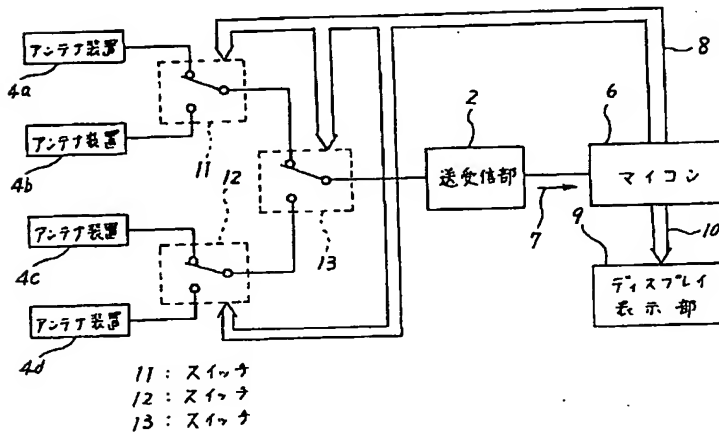 アンテナ装置
4a
アンテナ装置
4b
アンテナ装置
4c
アンテナ装置
4d
11
12
13
2
送受信部
7
8
6
マイコン
9
10
ディスプレイ
表示部
11 : スイッチ
12 : スイッチ
13 : スイッチ